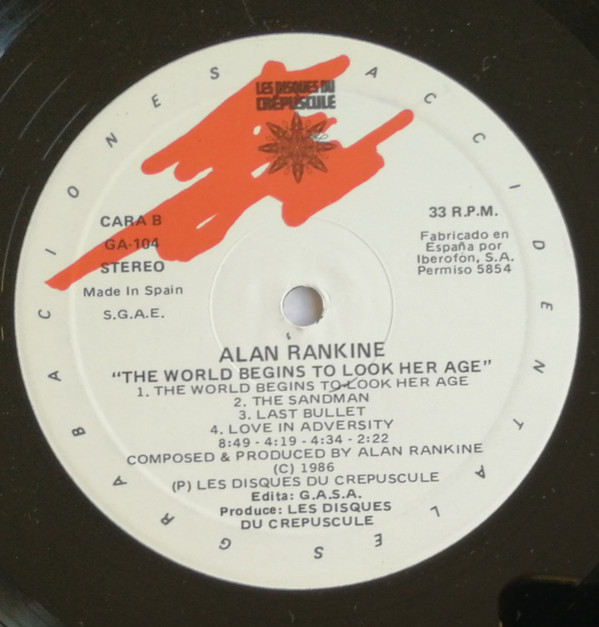 GRABACIONES ACCIDENTALES
LES DISQUES DU
CRÉPUSCULE
CARA B
GA-104
STEREO
Made In Spain
S.G.A.E.
33 R.P.M.
Fabricado en
España por
Iberofón, S.A.
Permiso 5854
ALAN RANKINE
"THE WORLD BEGINS TO LOOK HER AGE"
1. THE WORLD BEGINS TO LOOK HER AGE
2. THE SANDMAN
3. LAST BULLET
4. LOVE IN ADVERSITY
8:49 - 4:19 - 4:34 - 2:22
COMPOSED & PRODUCED BY ALAN RANKINE
(C) 1986
(P) LES DISQUES DU CREPUSCULE
Edita: G.A.S.A.
Produce: LES DISQUES
DU CREPUSCULE